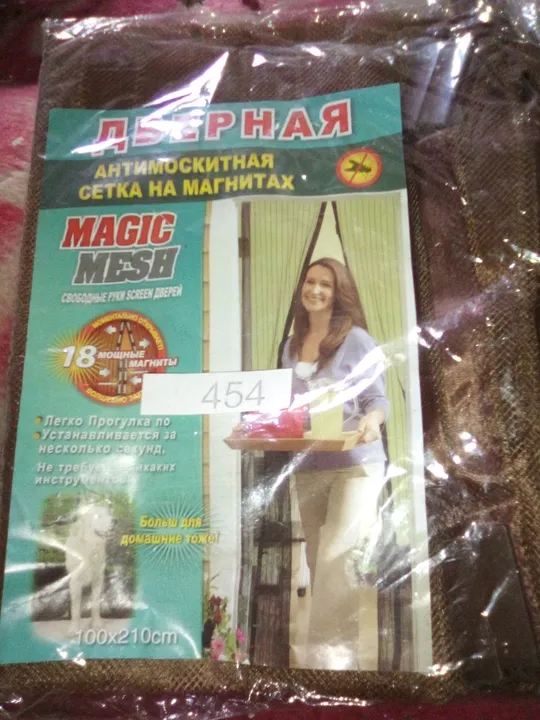 ДВЕРНАЯ
АНТИМОСКИТНАЯ
СЕТКА НА МАГНИТАХ
MAGIC
MESH
СВОБОДНЫЕ РУКИ SCREEN ДВЕРЕЙ
МОМЕНТАЛЬНО
18 МОЩНЫЕ
МАГНИТЫ
454
Легко Прогулка по
Устанавливается за
несколько секунд.
Не требует никаких
инструментов
Больш для
домашние тоже!
100x210cm